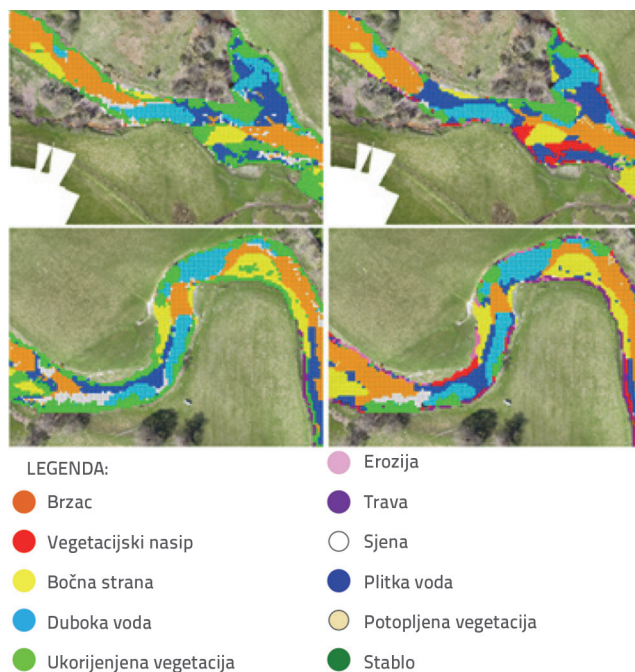 LEGENDA:
Brzac
Vegetacijski nasip
Bočna strana
Duboka voda
Ukorijenjena vegetacija
Erozija
Trava
Sjena
Plitka voda
Potopljena vegetacija
Stablo